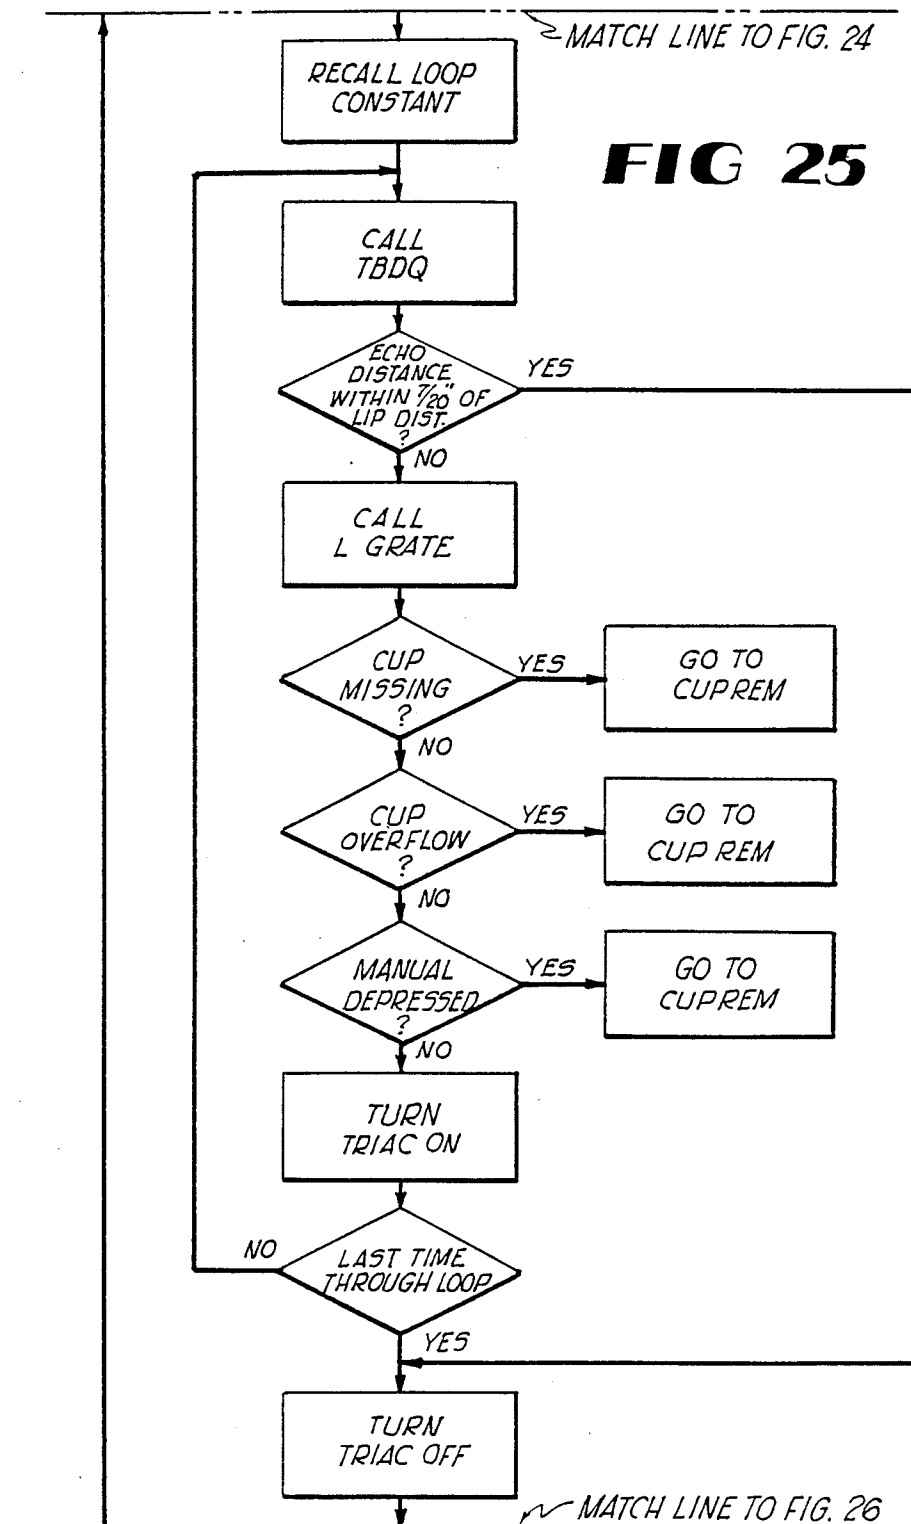 MATCH LINE TO FIG. 24
RECALL LOOP
CONSTANT
FIG 25
CALL
TBDQ
ECHO
DISTANCE
WITHIN 7/20" OF
LIP DIST.
?
YES
NO
CALL
L GRATE
CUP
MISSING
?
YES
GO TO
CUPREM
NO
CUP
OVERFLOW
?
YES
GO TO
CUP REM
NO
MANUAL
DEPRESSED
?
YES
GO TO
CUPREM
NO
TURN
TRIAC ON
NO
LAST TIME
THROUGH LOOP
YES
TURN
TRIAC OFF
MATCH LINE TO FIG. 26